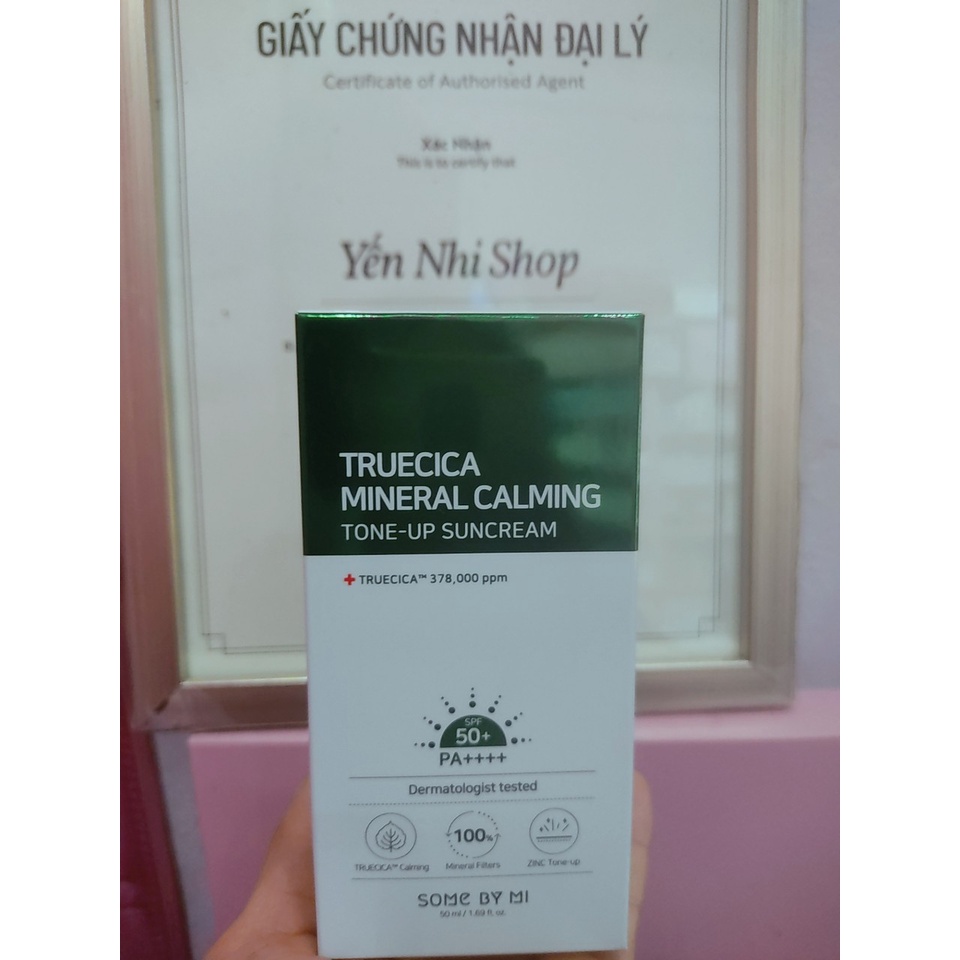 GIẤY CHỨNG NHẬN ĐẠI LÝ
Certificate of Authorised Agent
Xác Nhận
This is to certify that
Yến Nhi Shop
TRUECICA
MINERAL CALMING
TONE-UP SUNCREAM
TRUECICA™ 378,000 ppm
SPF
50+
PA++++
Dermatologist tested
100%
TRUECICA™ Calming
Mineral Filters
ZINC Tone-up
SOME BY MI
50 ml / 1.69 fl. oz.